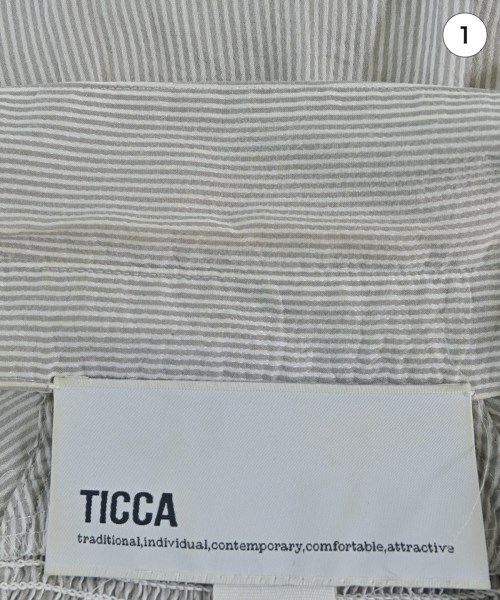 1
TICCA
traditional,individual,contemporary,comfortable,attractive